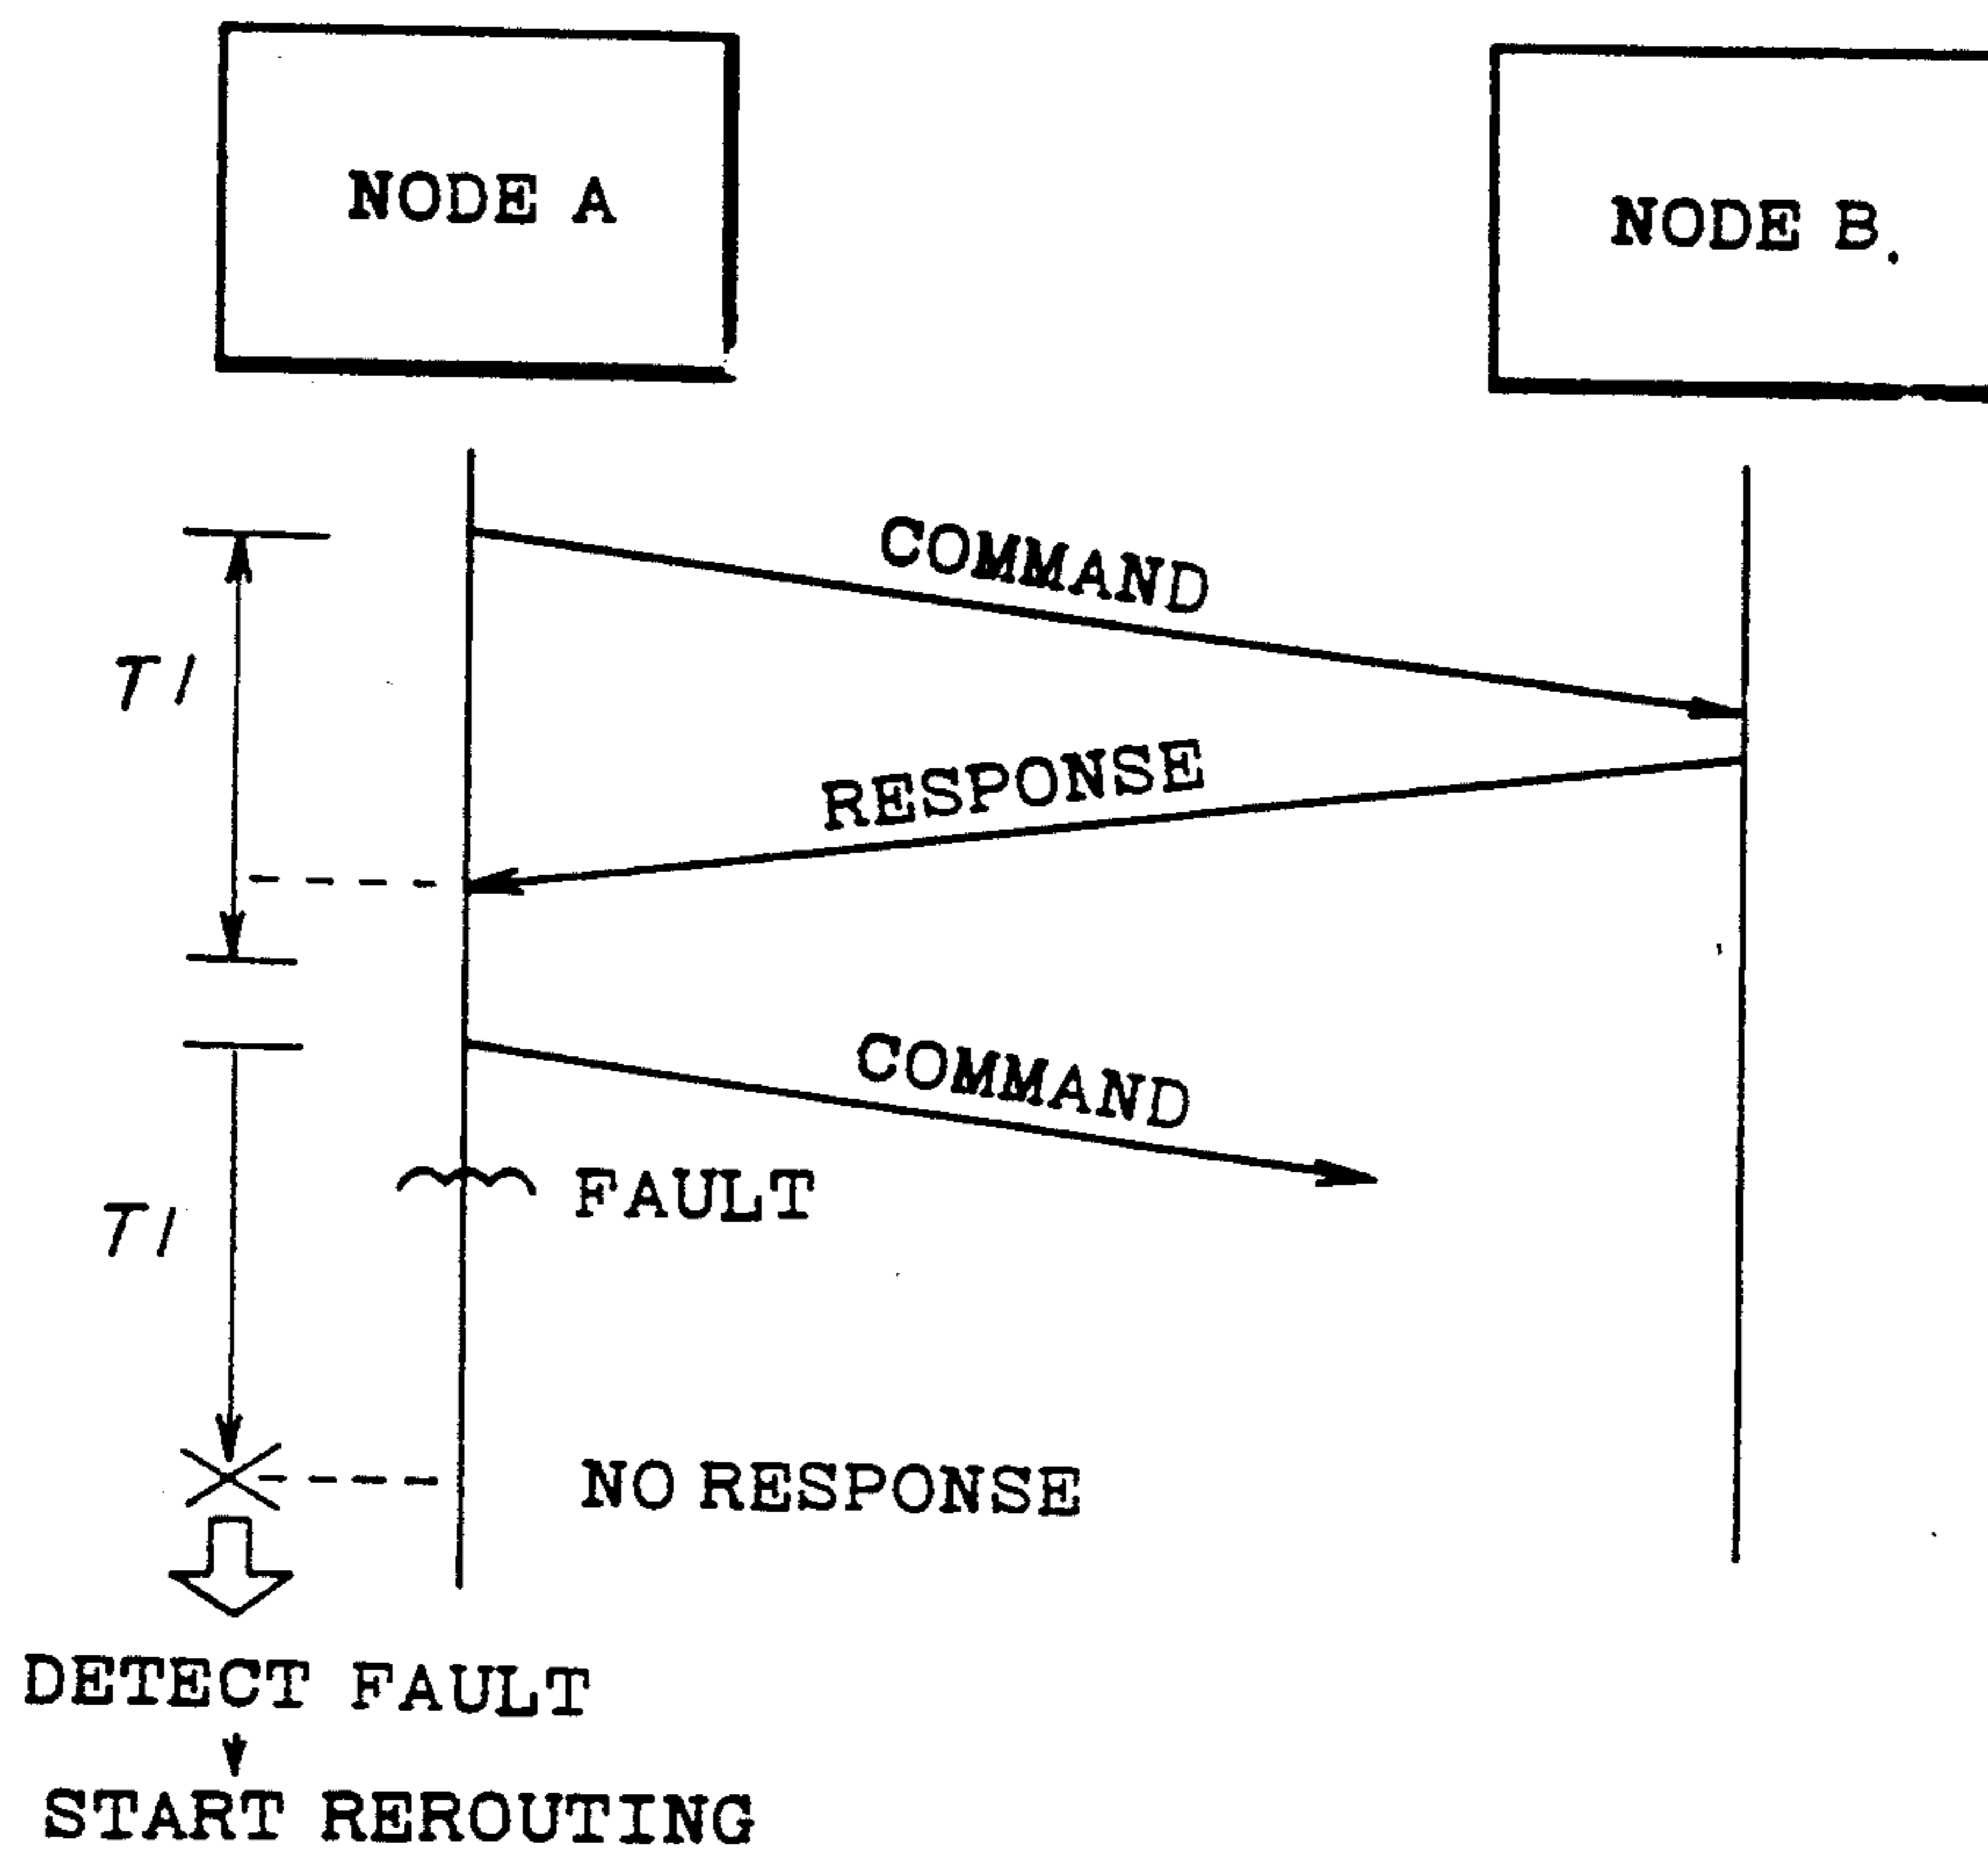 NODE A
NODE B.
COMMAND
T1
RESPONSE
COMMAND
FAULT
T1
NO RESPONSE
DETECT FAULT
START REROUTING